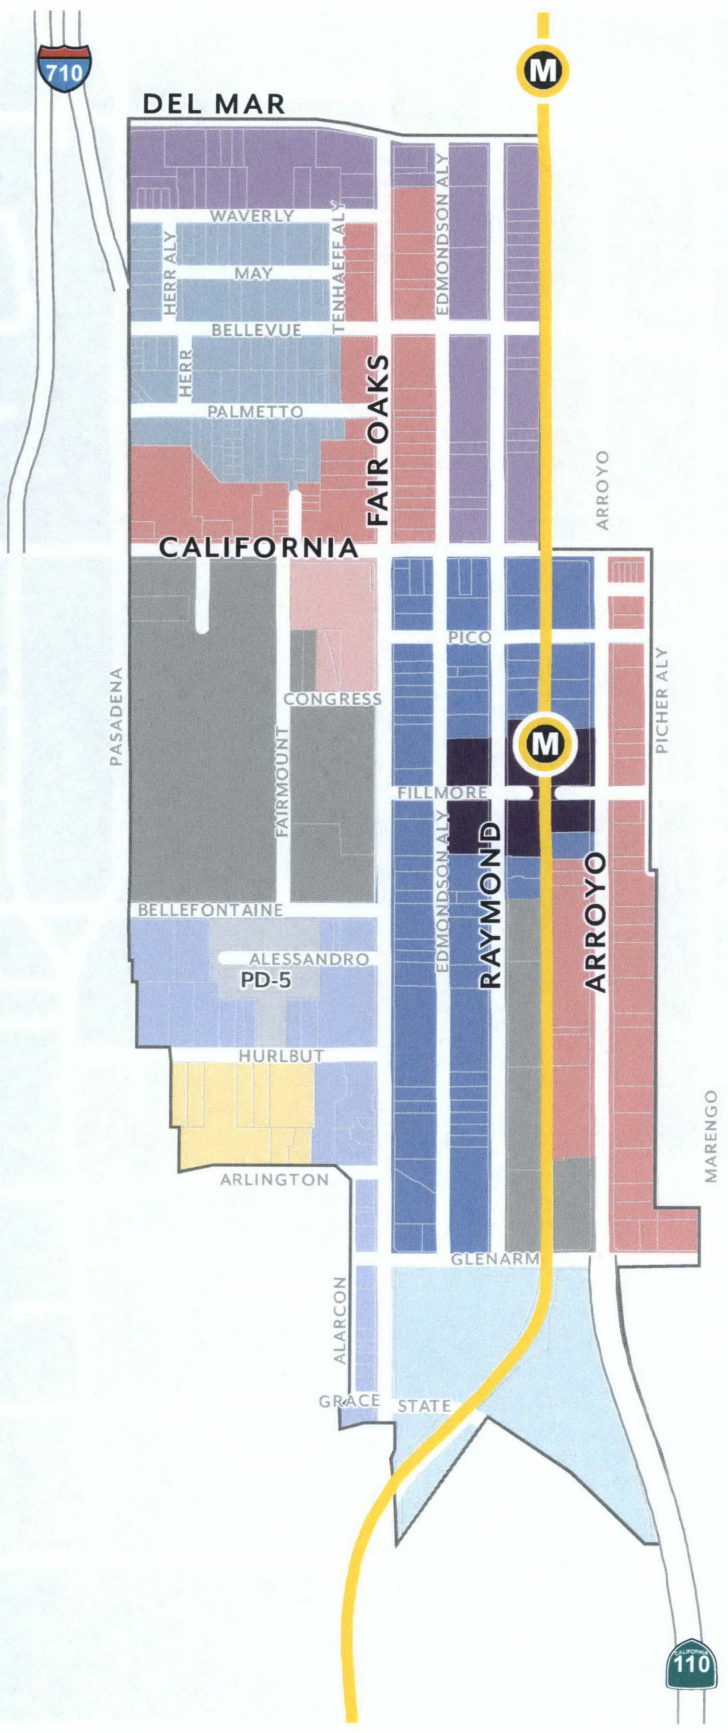 710
M
DEL MAR
WAVERLY
HERR ALY
MAY
TENHAEFF ALY
EDMONDSON ALY
BELLEVUE
HERR
PALMETTO
FAIR OAKS
ARROYO
CALIFORNIA
PICO
PASADENA
CONGRESS
PICHER ALY
FAIRMOUNT
M
FILLMORE
EDMONDSON ALY
RAYMOND
ARROYO
BELLEFONTAINE
ALESSANDRO
PD-5
HURLBUT
MARENGO
ARLINGTON
GLENARM
ALARCON
GRACE
STATE
CALIFORNIA
110